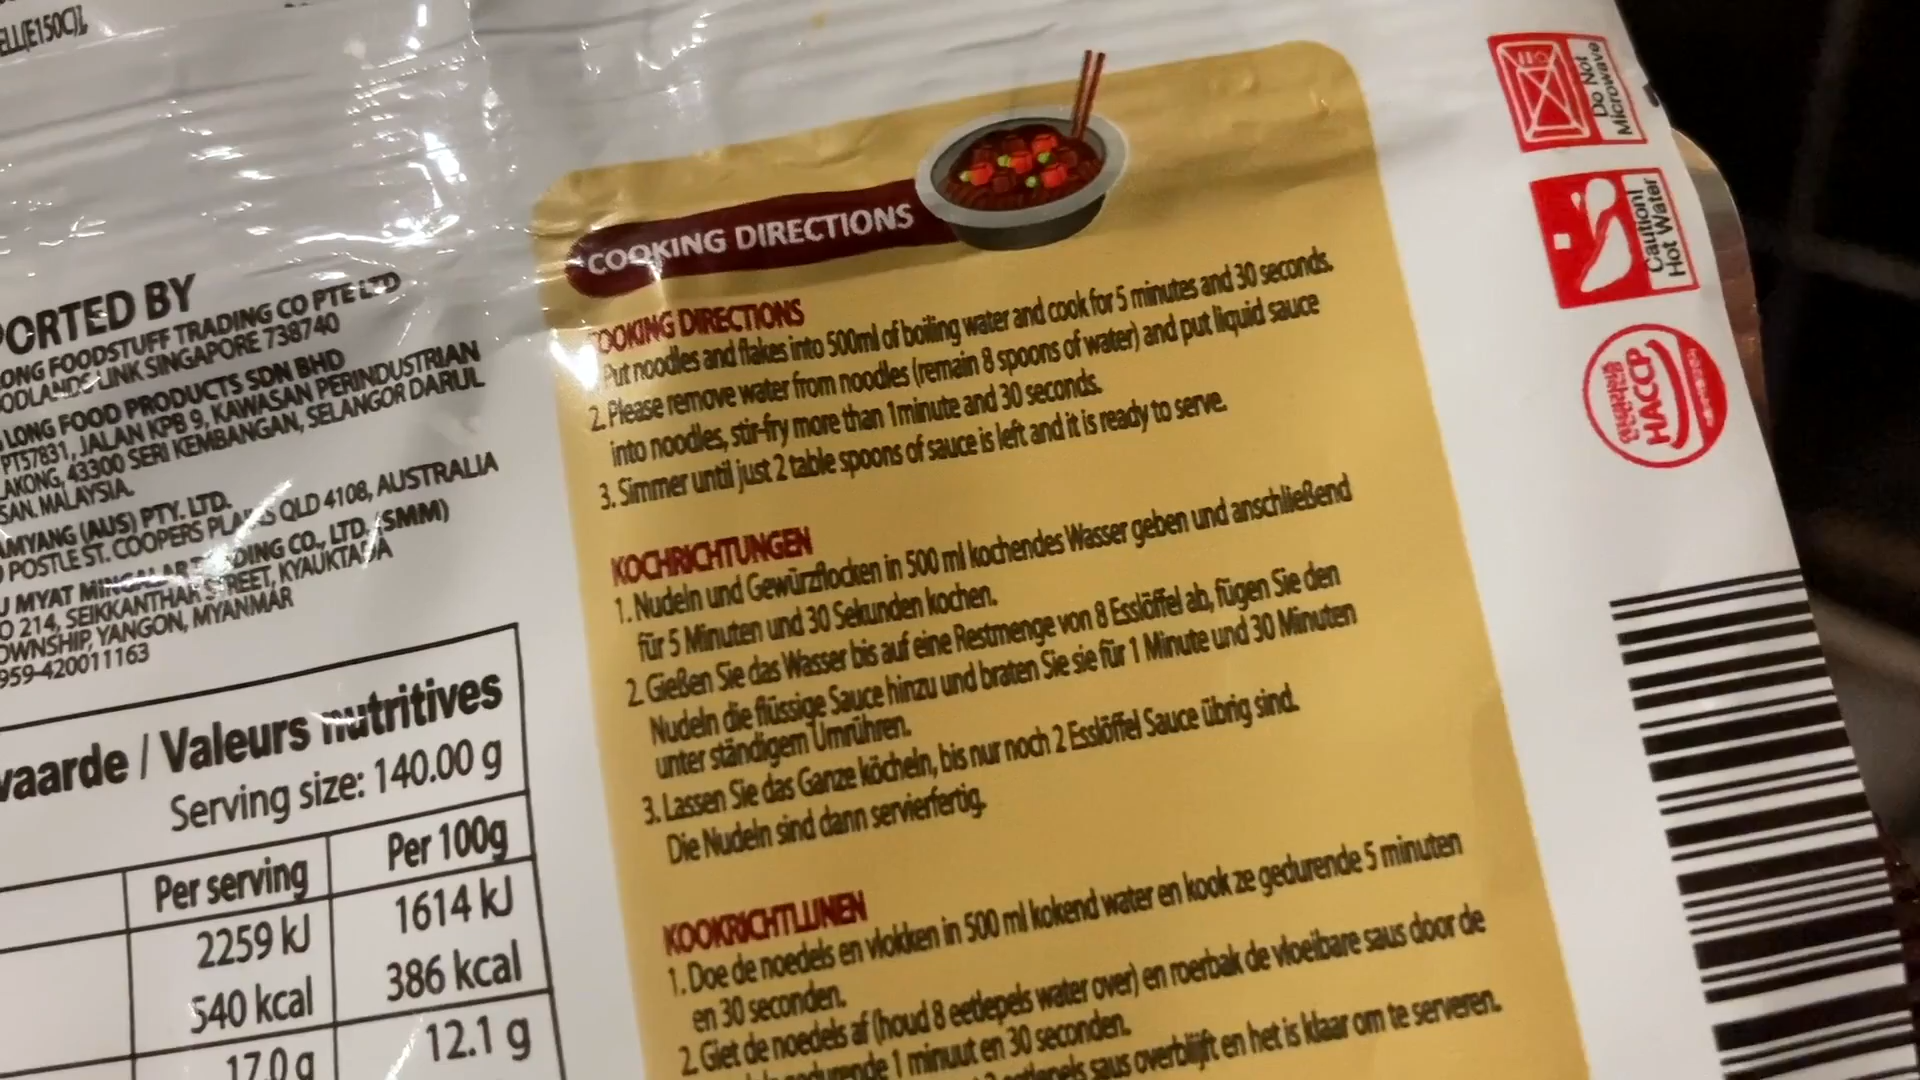 ELL(E150C)],
PORTED BY
LONG FOODSTUFF TRADING CO PTE LTD
LINK SINGAPORE 738740
LONG FOOD PRODUCTS SDN BHD
PT57831, JALAN KPB 9, KAWASAN PERINDUSTRIAN
LAKONG, 43300 SERI KEMBANGAN, SELANGOR DARUL
SAN. MALAYSIA.
AMYANG (AUS) PTY. LTD.
POSTLE ST. COOPERS QLD 4108, AUSTRALIA
U MYAT CO., LTD. (SMM)
O 214, SEIKKANTHAR STREET,
OWNSHIP, YANGON, MYANMAR
959-420011163
waarde / Valeurs nutritives
Serving size: 140.00 g
Per serving Per 100g
2259 kJ 1614 kJ
540 kcal 386 kcal
17.0 g 12.1 g
COOKING DIRECTIONS
COOKING DIRECTIONS
Put noodles and flakes into 500ml of boiling water and cook for 5 minutes and 30 seconds.
2. Please remove water from noodles (remain 8 spoons of water) and put liquid sauce
into noodles, stir-fry more than 1minute and 30 seconds.
3. Simmer until just 2 table spoons of sauce is left and it is ready to serve.
KOCHRICHTUNGEN
1. Nudeln und Gewürzflocken in 500 ml kochendes Wasser geben und anschließend
für 5 Minuten und 30 Sekunden kochen.
2. Gießen Sie das Wasser bis auf eine Restmenge von 8 Esslöffel ab, fügen Sie den
Nudeln die flüssige Sauce hinzu und braten Sie sie für 1 Minute und 30 Minuten
unter ständigem Umrühren.
3. Lassen Sie das Ganze köcheln, bis nur noch 2 Esslöffel Sauce übrig sind.
Die Nudeln sind dann servierfertig.
KOOKRICHTLIJNEN
1. Doe de noedels en vlokken in 500 ml kokend water en kook ze gedurende 5 minuten
en 30 seconden.
2. Giet de noedels af (houd 8 eetlepels water over) en roerbak de vloeibare saus door de
gedurende 1 minuut en 30 seconden.
eetlepels saus overblijft en het is klaar om te serveren.
Do Not
Microwave
Caution!
Hot Water
HACCP